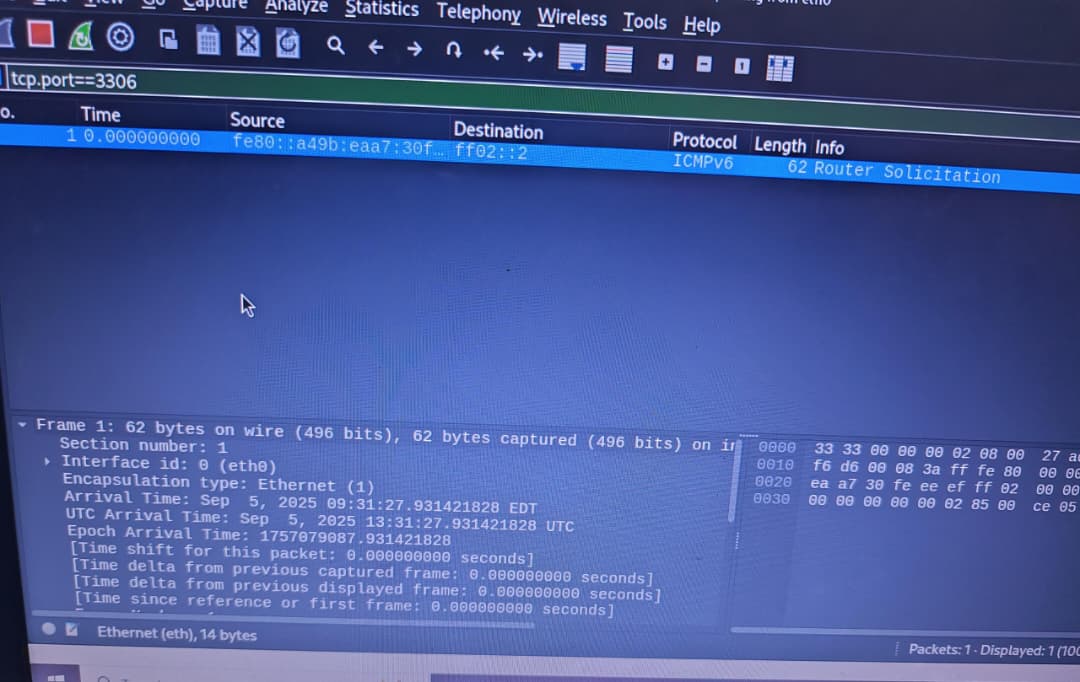 Capture Analyze Statistics Telephony Wireless Tools Help
tcp.port==3306
o. Time Source Destination Protocol Length Info
1 0.000000000 fe80::a49b:eaa7:30f… ff02::2 ICMPv6 62 Router Solicitation
Frame 1: 62 bytes on wire (496 bits), 62 bytes captured (496 bits) on
Section number: 1
Interface id: 0 (eth0)
Encapsulation type: Ethernet (1)
Arrival Time: Sep 5, 2025 09:31:27.931421828 EDT
UTC Arrival Time: Sep 5, 2025 13:31:27.931421828 UTC
Epoch Arrival Time: 1757079087.931421828
[Time shift for this packet: 0.000000000 seconds]
[Time delta from previous captured frame: 0.000000000 seconds]
[Time delta from previous displayed frame: 0.000000000 seconds]
[Time since reference or first frame: 0.000000000 seconds]
0000 33 33 00 00 00 02 08 00 27
0010 f6 d6 00 08 3a ff fe 80 00 00
0020 ea a7 30 fe ee ef ff 02 00 00
0030 00 00 00 00 00 02 85 00 ce 05
Ethernet (eth), 14 bytes
Packets: 1 · Displayed: 1 (100